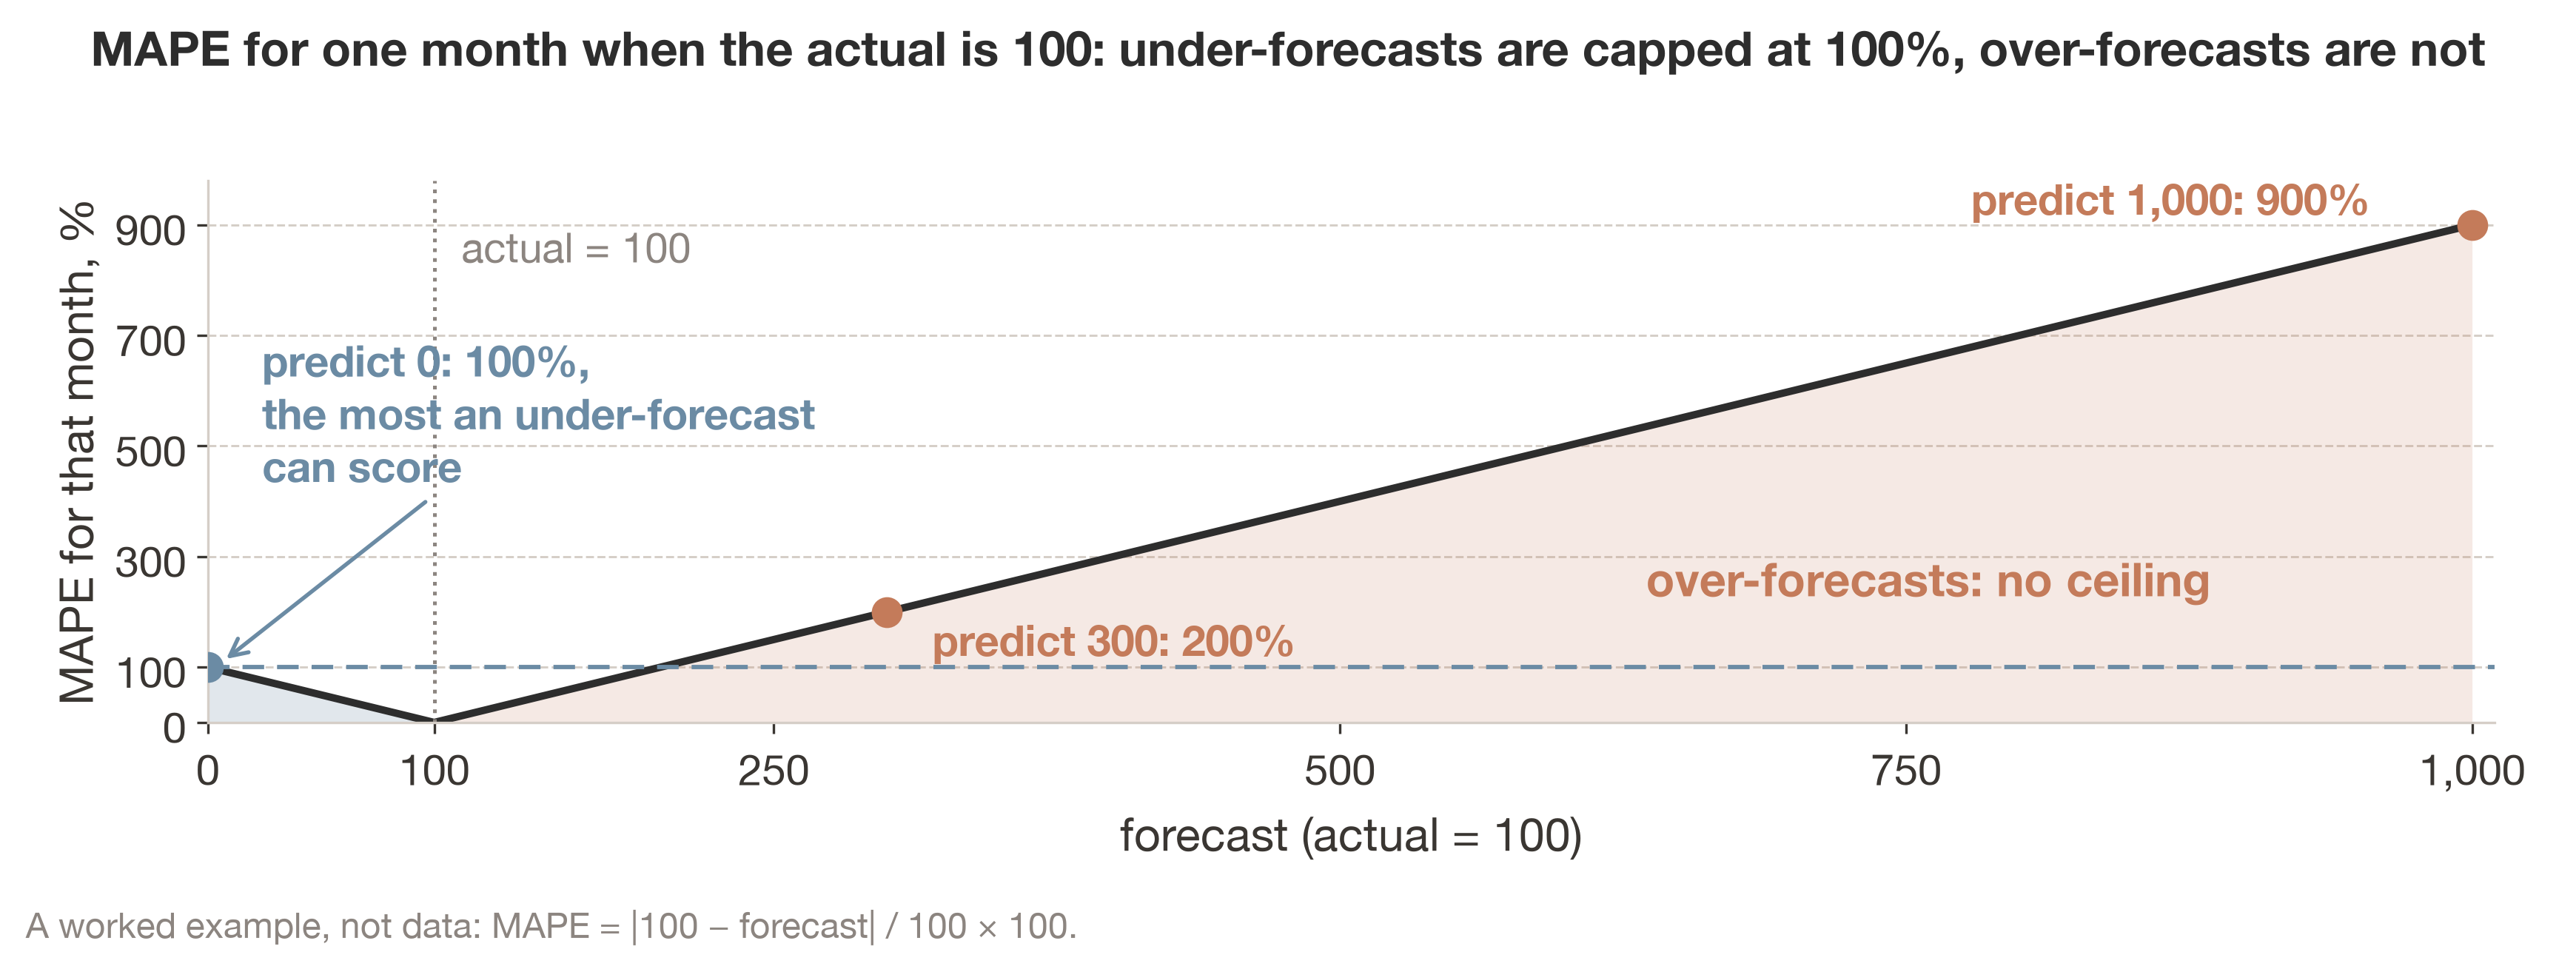 MAPE for one month when the actual is 100: under-forecasts are capped at 100%, over-forecasts are not
MAPE for that month, %
900
700
500
300
100
0
actual = 100
predict 1,000: 900%
predict 0: 100%,
the most an under-forecast
can score
over-forecasts: no ceiling
predict 300: 200%
0
100
250
500
750
1,000
forecast (actual = 100)
A worked example, not data: MAPE = |100 − forecast| / 100 × 100.